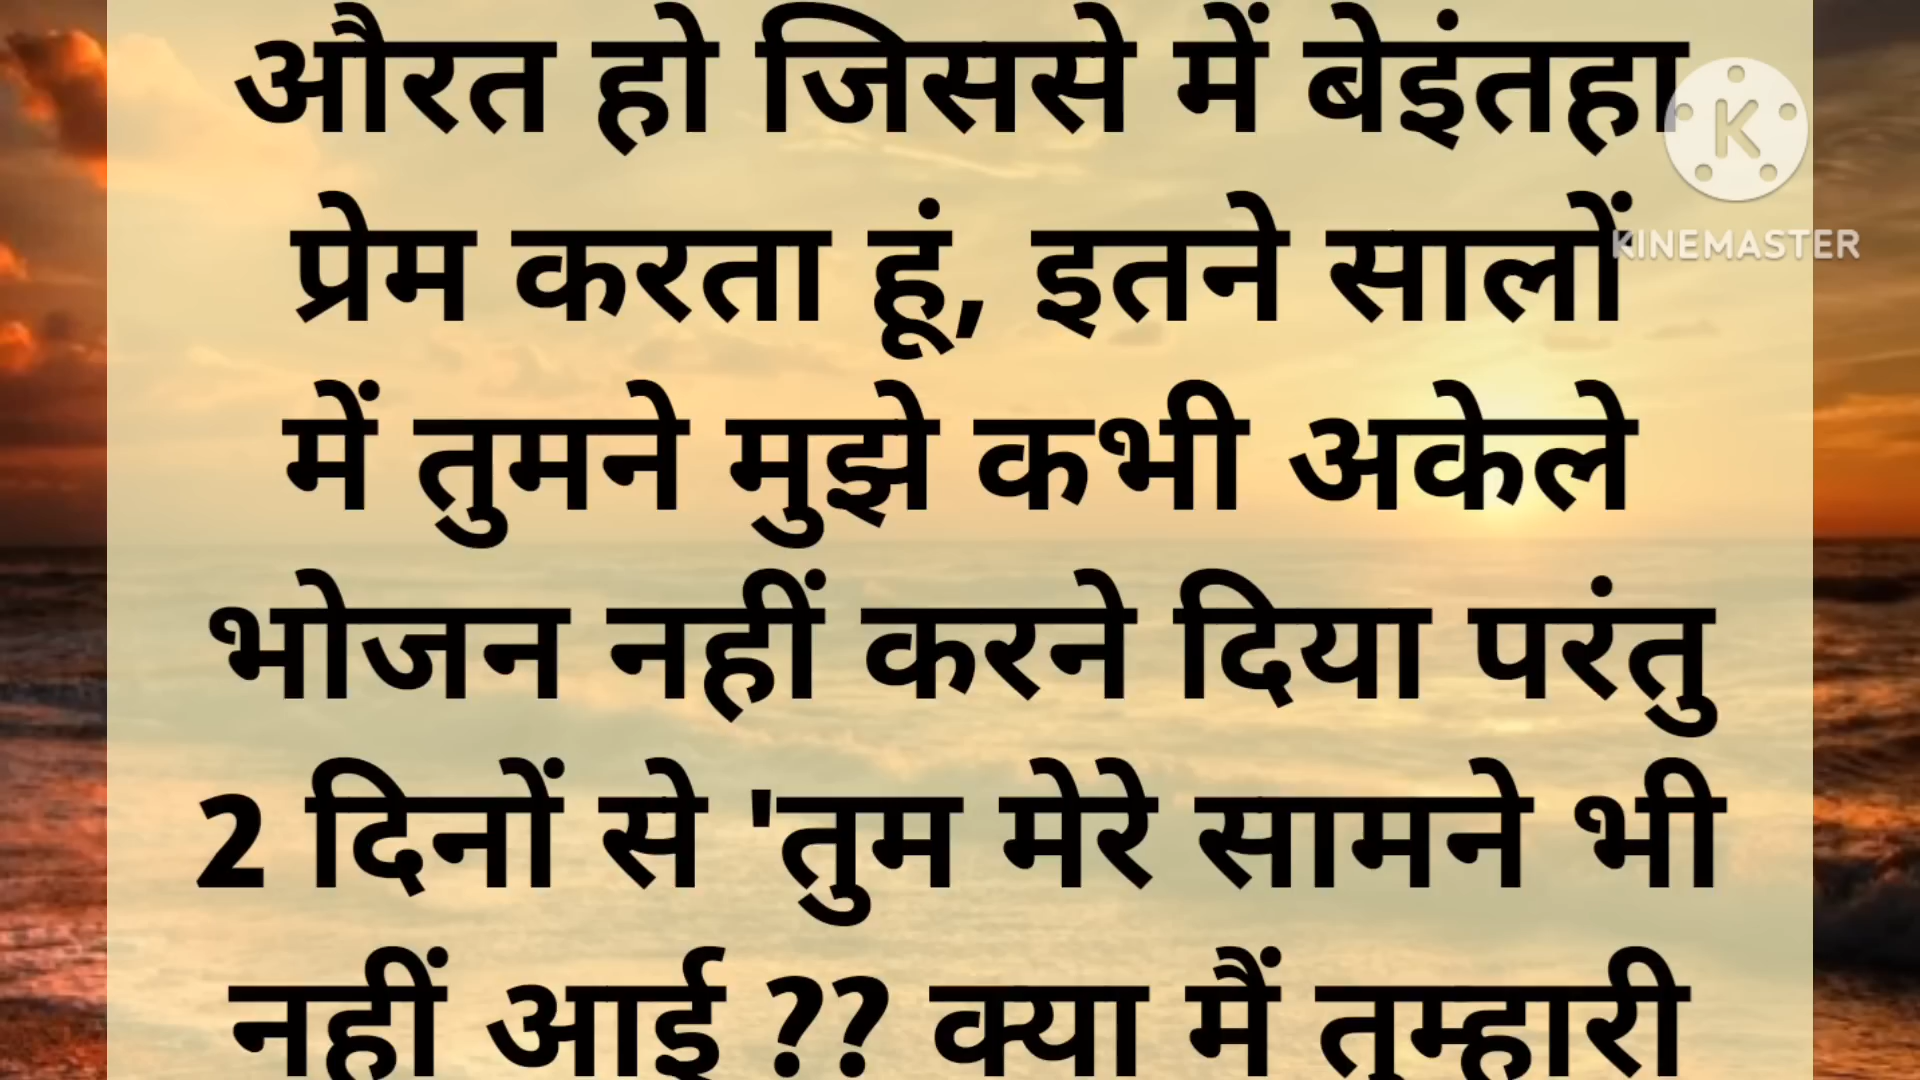 औरत हो जिससे में बेइंतहा
प्रेम करता हूं, इतने सालों
में तुमने मुझे कभी अकेले
भोजन नहीं करने दिया परंतु
2 दिनों से 'तुम मेरे सामने भी
नहीं आई ?? क्या मैं तुम्हारी
K
KINEMASTER